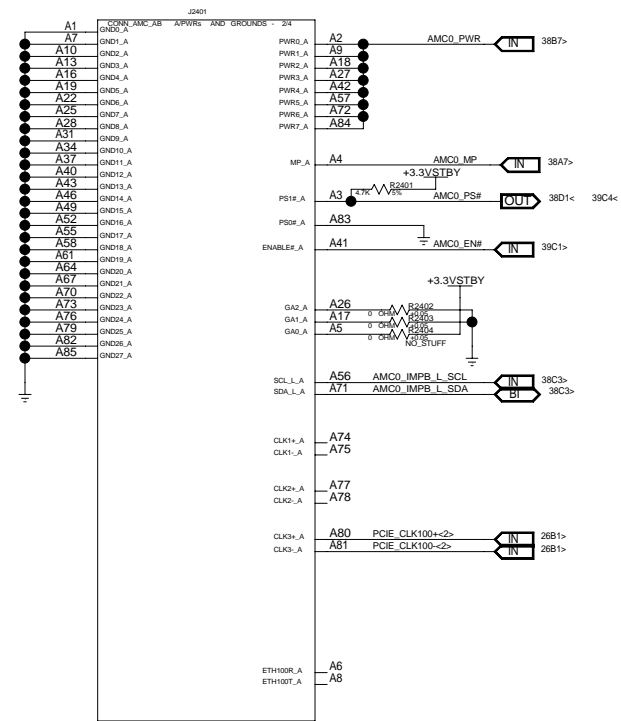 J2401
CONN_AMC_AB A/PWRs AND GROUNDS - 2/4
A1 GND0_A
A7 GND1_A
A10 GND2_A
A13 GND3_A
A16 GND4_A
A19 GND5_A
A22 GND6_A
A25 GND7_A
A28 GND8_A
A31 GND9_A
A34 GND10_A
A37 GND11_A
A40 GND12_A
A43 GND13_A
A46 GND14_A
A49 GND15_A
A52 GND16_A
A55 GND17_A
A58 GND18_A
A61 GND19_A
A64 GND20_A
A67 GND21_A
A70 GND22_A
A73 GND23_A
A76 GND24_A
A79 GND25_A
A82 GND26_A
A85 GND27_A
PWR0_A A2 AMC0_PWR IN 38B7>
PWR1_A A9
PWR2_A A18
PWR3_A A27
PWR4_A A42
PWR5_A A57
PWR6_A A72
PWR7_A A84
MP_A A4 AMC0_MP IN 38A7>
+3.3VSTBY
R2401
4.7K 5%
PS1#_A A3 AMC0_PS# OUT 38D1< 39C4<
PS0#_A A83
ENABLE#_A A41 AMC0_EN# IN 39C1>
+3.3VSTBY
GA2_A A26 R2402
0 OHM +0.05
GA1_A A17 R2403
0 OHM +0.05
GA0_A A5 R2404
0 OHM +0.05
NO_STUFF
SCL_L_A A56 AMC0_IMPB_L_SCL IN 38C3>
SDA_L_A A71 AMC0_IMPB_L_SDA BI 38C3>
CLK1+_A A74
CLK1-_A A75
CLK2+_A A77
CLK2-_A A78
CLK3+_A A80 PCIE_CLK100+<2> IN 26B1>
CLK3-_A A81 PCIE_CLK100-<2> IN 26B1>
ETH100R_A A6
ETH100T_A A8